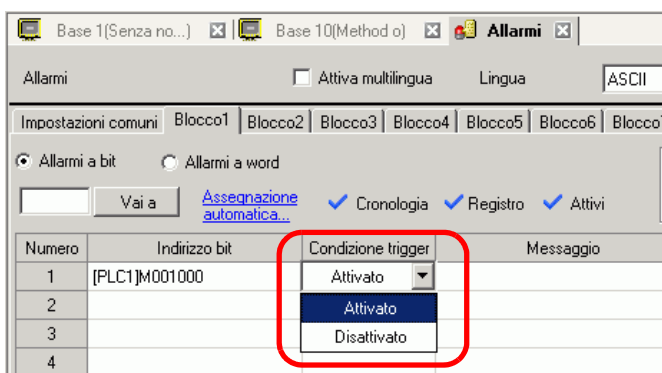 Base 1(Senza no...) Base 10(Method o) Allarmi
Allarmi Attiva multilingua Lingua ASCII
Impostazioni comuni Blocco1 Blocco2 Blocco3 Blocco4 Blocco5 Blocco6 Blocco7
Allarmi a bit Allarmi a word
Vai a Assegnazione automatica... Cronologia Registro Attivi
Numero Indirizzo bit Condizione trigger Messaggio
1 [PLC1]M001000 Attivato
2 Attivato
3 Disattivato
4